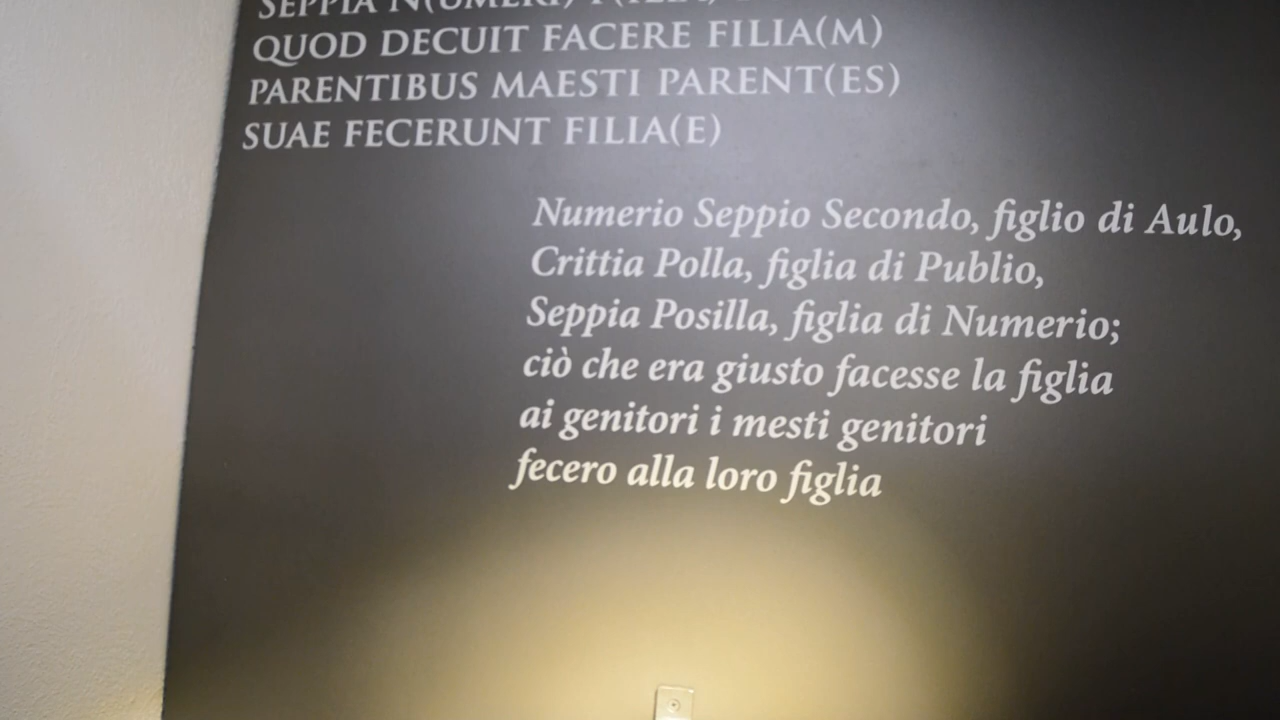 SEPPIA N(UMERI)
QUOD DECUIT FACERE FILIA(M)
PARENTIBUS MAESTI PARENT(ES)
SUAE FECERUNT FILIA(E)
Numerio Seppio Secondo, figlio di Aulo,
Crittia Polla, figlia di Publio,
Seppia Posilla, figlia di Numerio;
ciò che era giusto facesse la figlia
ai genitori i mesti genitori
fecero alla loro figlia